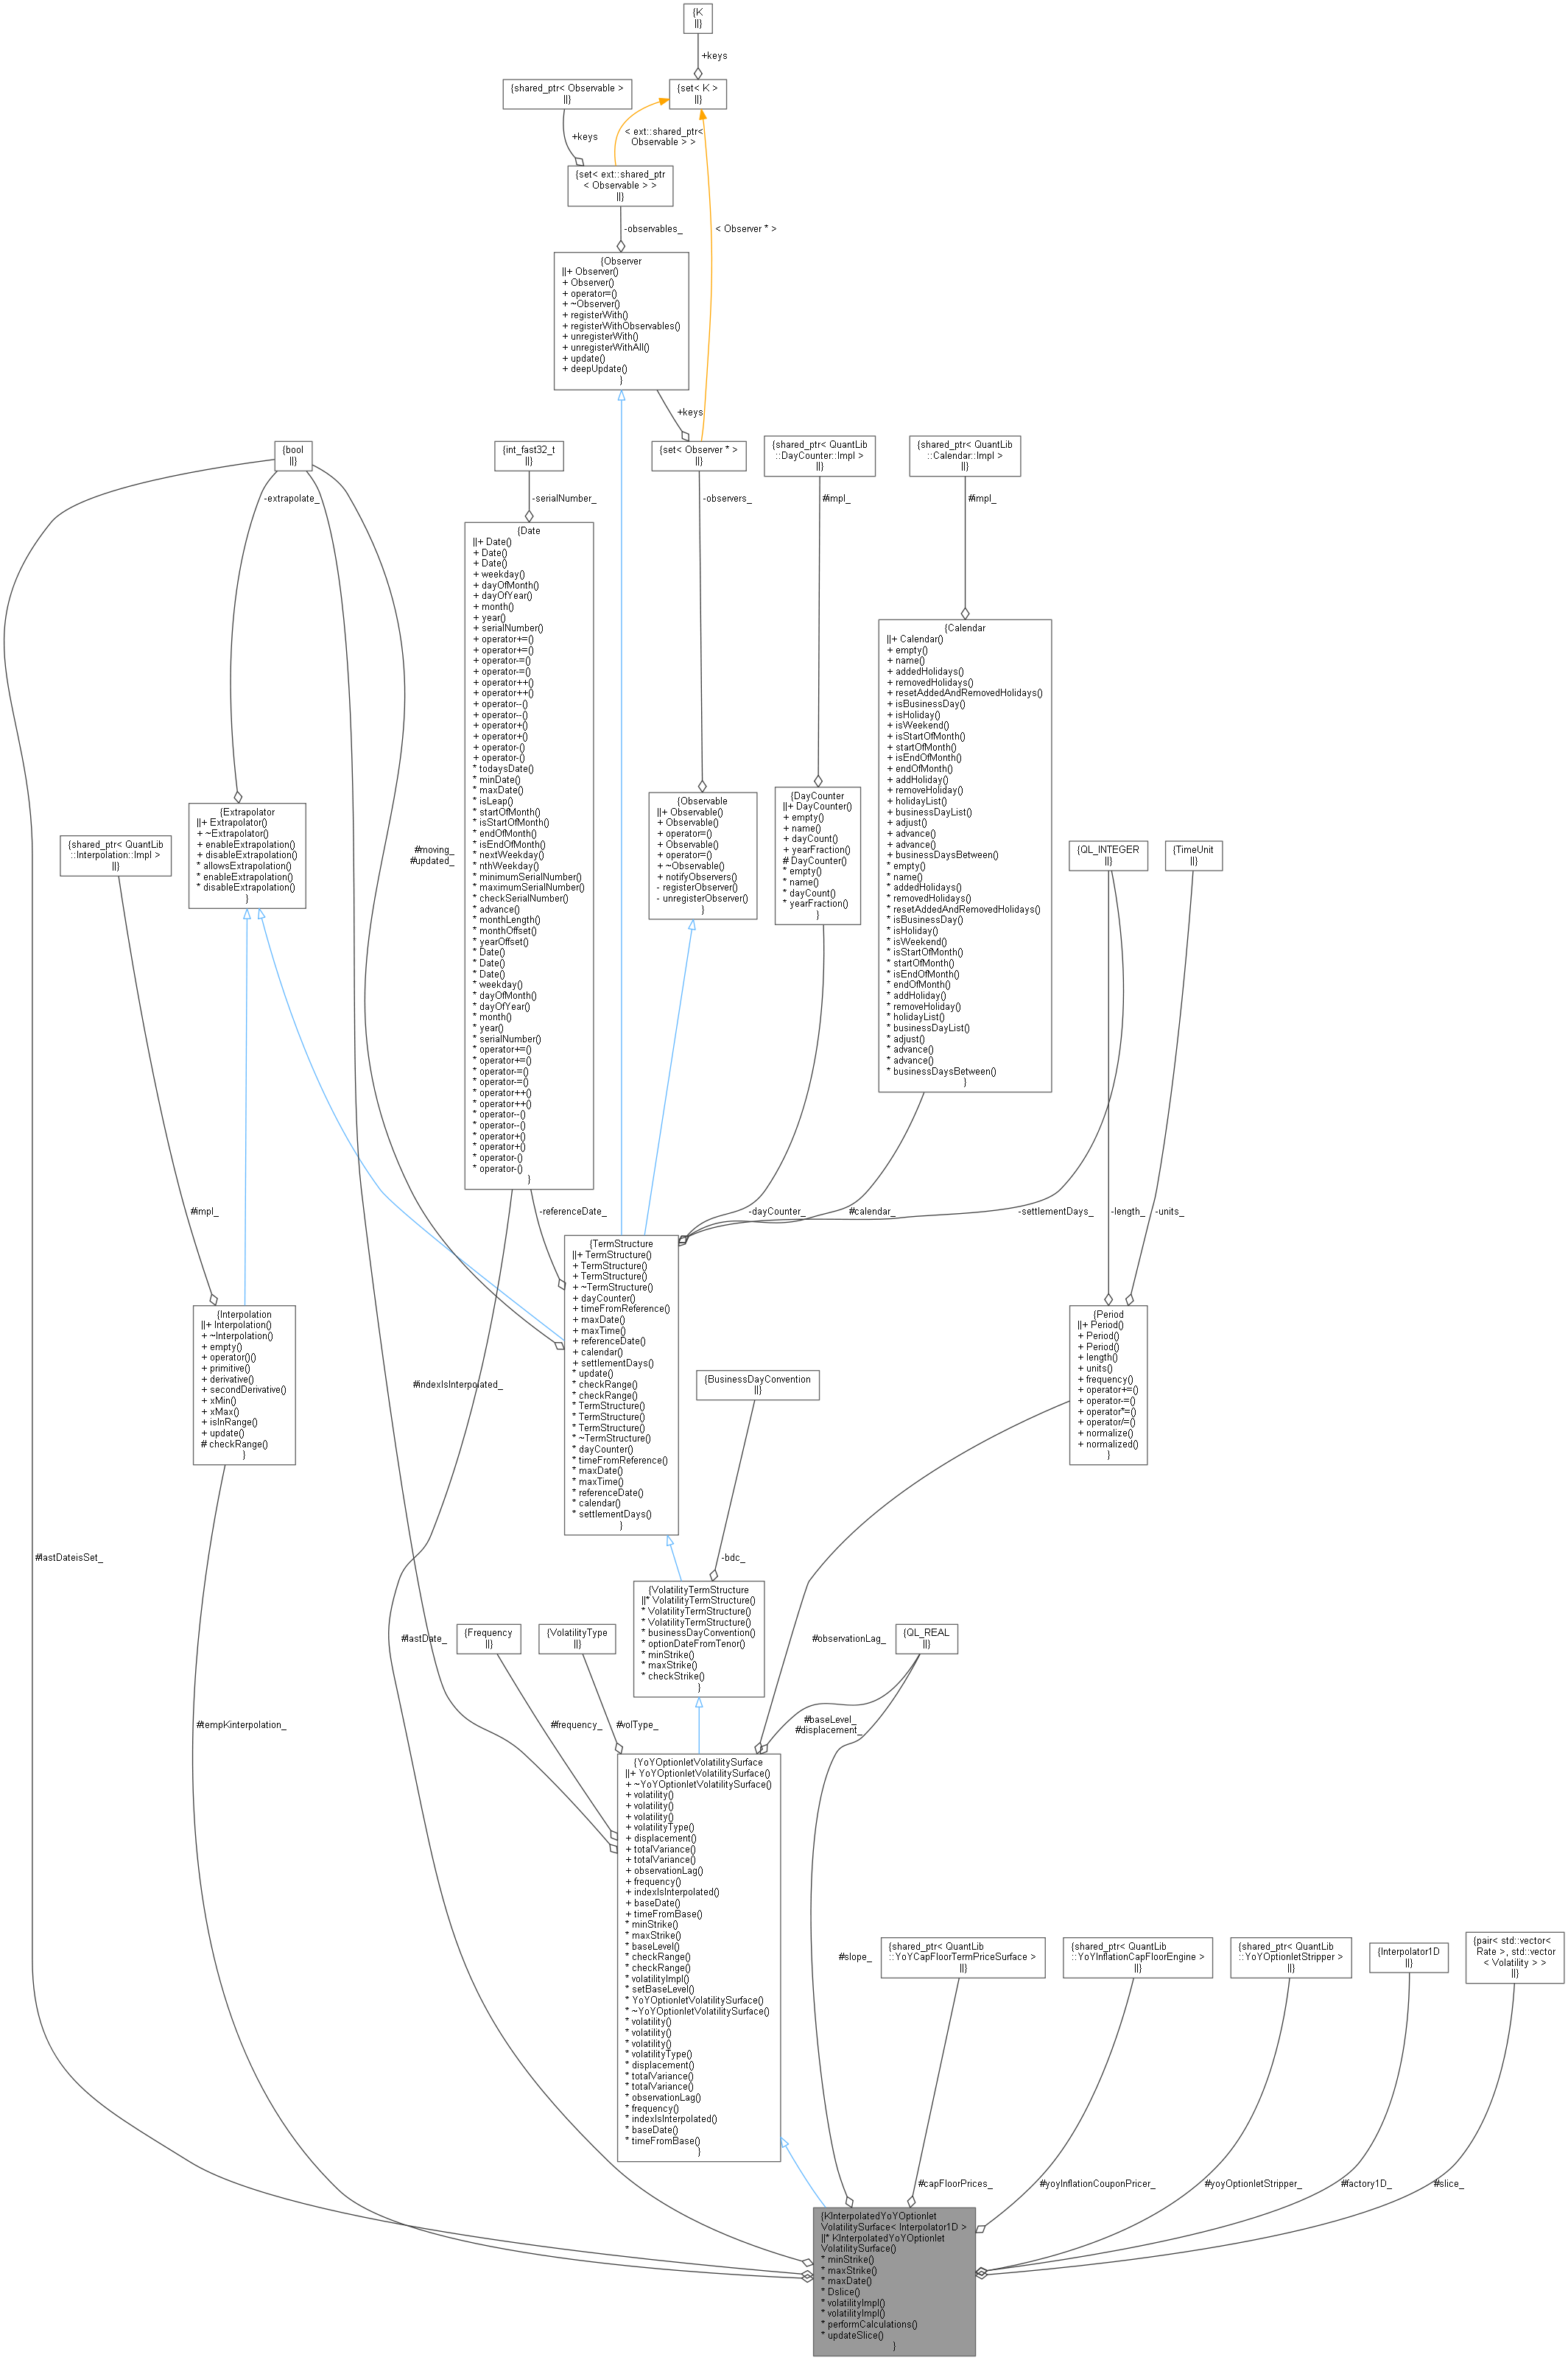 {K
||}
+keys
{shared_ptr< Observable >
||}
{set< K >
||}
+keys
< ext::shared_ptr<
Observable > >
{set< ext::shared_ptr
< Observable > >
||}
-observables_
< Observer * >
{Observer
||+ Observer()
+ Observer()
+ operator=()
+ ~Observer()
+ registerWith()
+ registerWithObservables()
+ unregisterWith()
+ unregisterWithAll()
+ update()
+ deepUpdate()
}
+keys
{bool
||}
{int_fast32_t
||}
{set< Observer * >
||}
{shared_ptr< QuantLib
::DayCounter::Impl >
||}
{shared_ptr< QuantLib
::Calendar::Impl >
||}
-extrapolate_
-serialNumber_
-observers_
#impl_
#impl_
{Date
||+ Date()
+ Date()
+ Date()
+ weekday()
+ dayOfMonth()
+ dayOfYear()
+ month()
+ year()
+ serialNumber()
+ operator+=()
+ operator+=()
+ operator-=()
+ operator-=()
+ operator++()
+ operator++()
+ operator--()
+ operator--()
+ operator+()
+ operator+()
+ operator-()
+ operator-()
* todaysDate()
* minDate()
* maxDate()
* isLeap()
* startOfMonth()
* isStartOfMonth()
* endOfMonth()
* isEndOfMonth()
* nextWeekday()
* nthWeekday()
* minimumSerialNumber()
* maximumSerialNumber()
* checkSerialNumber()
* advance()
* monthLength()
* monthOffset()
* yearOffset()
* Date()
* Date()
* Date()
* weekday()
* dayOfMonth()
* dayOfYear()
* month()
* year()
* serialNumber()
* operator+=()
* operator+=()
* operator-=()
* operator-=()
* operator++()
* operator++()
* operator--()
* operator--()
* operator+()
* operator+()
* operator-()
* operator-()
}
{Calendar
||+ Calendar()
+ empty()
+ name()
+ addedHolidays()
+ removedHolidays()
+ resetAddedAndRemovedHolidays()
+ isBusinessDay()
+ isHoliday()
+ isWeekend()
+ isStartOfMonth()
+ startOfMonth()
+ isEndOfMonth()
+ endOfMonth()
+ addHoliday()
+ removeHoliday()
+ holidayList()
+ businessDayList()
+ adjust()
+ advance()
+ advance()
+ businessDaysBetween()
* empty()
* name()
* addedHolidays()
* removedHolidays()
* resetAddedAndRemovedHolidays()
* isBusinessDay()
* isHoliday()
* isWeekend()
* isStartOfMonth()
* startOfMonth()
* isEndOfMonth()
* endOfMonth()
* addHoliday()
* removeHoliday()
* holidayList()
* businessDayList()
* adjust()
* advance()
* advance()
* businessDaysBetween()
}
{Extrapolator
||+ Extrapolator()
+ ~Extrapolator()
+ enableExtrapolation()
+ disableExtrapolation()
* allowsExtrapolation()
* enableExtrapolation()
* disableExtrapolation()
}
{Observable
||+ Observable()
+ Observable()
+ operator=()
+ Observable()
+ operator=()
+ ~Observable()
+ notifyObservers()
- registerObserver()
- unregisterObserver()
}
{DayCounter
||+ DayCounter()
+ empty()
+ name()
+ dayCount()
+ yearFraction()
# DayCounter()
* empty()
* name()
* dayCount()
* yearFraction()
}
{shared_ptr< QuantLib
::Interpolation::Impl >
||}
#moving_
#updated_
{QL_INTEGER
||}
{TimeUnit
||}
#impl_
-referenceDate_
-dayCounter_
#calendar_
-settlementDays_
-length_
-units_
{TermStructure
||+ TermStructure()
+ TermStructure()
+ TermStructure()
+ ~TermStructure()
+ dayCounter()
+ timeFromReference()
+ maxDate()
+ maxTime()
+ referenceDate()
+ calendar()
+ settlementDays()
* update()
* checkRange()
* checkRange()
* TermStructure()
* TermStructure()
* TermStructure()
* ~TermStructure()
* dayCounter()
* timeFromReference()
* maxDate()
* maxTime()
* referenceDate()
* calendar()
* settlementDays()
}
{Interpolation
||+ Interpolation()
+ ~Interpolation()
+ empty()
+ operator()()
+ primitive()
+ derivative()
+ secondDerivative()
+ xMin()
+ xMax()
+ isInRange()
+ update()
# checkRange()
}
{Period
||+ Period()
+ Period()
+ Period()
+ length()
+ units()
+ frequency()
+ operator+=()
+ operator-=()
+ operator*=()
+ operator/=()
+ normalize()
+ normalized()
}
#indexIsInterpolated_
{BusinessDayConvention
||}
#lastDateisSet_
-bdc_
{VolatilityTermStructure
||* VolatilityTermStructure()
* VolatilityTermStructure()
* VolatilityTermStructure()
* businessDayConvention()
* optionDateFromTenor()
* minStrike()
* maxStrike()
* checkStrike()
}
#lastDate_
{Frequency
||}
{VolatilityType
||}
#observationLag_
{QL_REAL
||}
#tempKinterpolation_
#frequency_
#volType_
#baseLevel_
#displacement_
{YoYOptionletVolatilitySurface
||+ YoYOptionletVolatilitySurface()
+ ~YoYOptionletVolatilitySurface()
+ volatility()
+ volatility()
+ volatility()
+ volatilityType()
+ displacement()
+ totalVariance()
+ totalVariance()
+ observationLag()
+ frequency()
+ indexIsInterpolated()
+ baseDate()
+ timeFromBase()
* minStrike()
* maxStrike()
* baseLevel()
* checkRange()
* checkRange()
* volatilityImpl()
* setBaseLevel()
* YoYOptionletVolatilitySurface()
* ~YoYOptionletVolatilitySurface()
* volatility()
* volatility()
* volatility()
* volatilityType()
* displacement()
* totalVariance()
* totalVariance()
* observationLag()
* frequency()
* indexIsInterpolated()
* baseDate()
* timeFromBase()
}
#slope_
{shared_ptr< QuantLib
::YoYCapFloorTermPriceSurface >
||}
{shared_ptr< QuantLib
::YoYInflationCapFloorEngine >
||}
{shared_ptr< QuantLib
::YoYOptionletStripper >
||}
{Interpolator1D
||}
{pair< std::vector<
Rate >, std::vector
< Volatility > >
||}
#capFloorPrices_
#yoyInflationCouponPricer_
#yoyOptionletStripper_
#factory1D_
#slice_
{KInterpolatedYoYOptionlet
VolatilitySurface< Interpolator1D >
||* KInterpolatedYoYOptionlet
VolatilitySurface()
* minStrike()
* maxStrike()
* maxDate()
* Dslice()
* volatilityImpl()
* volatilityImpl()
* performCalculations()
* updateSlice()
}